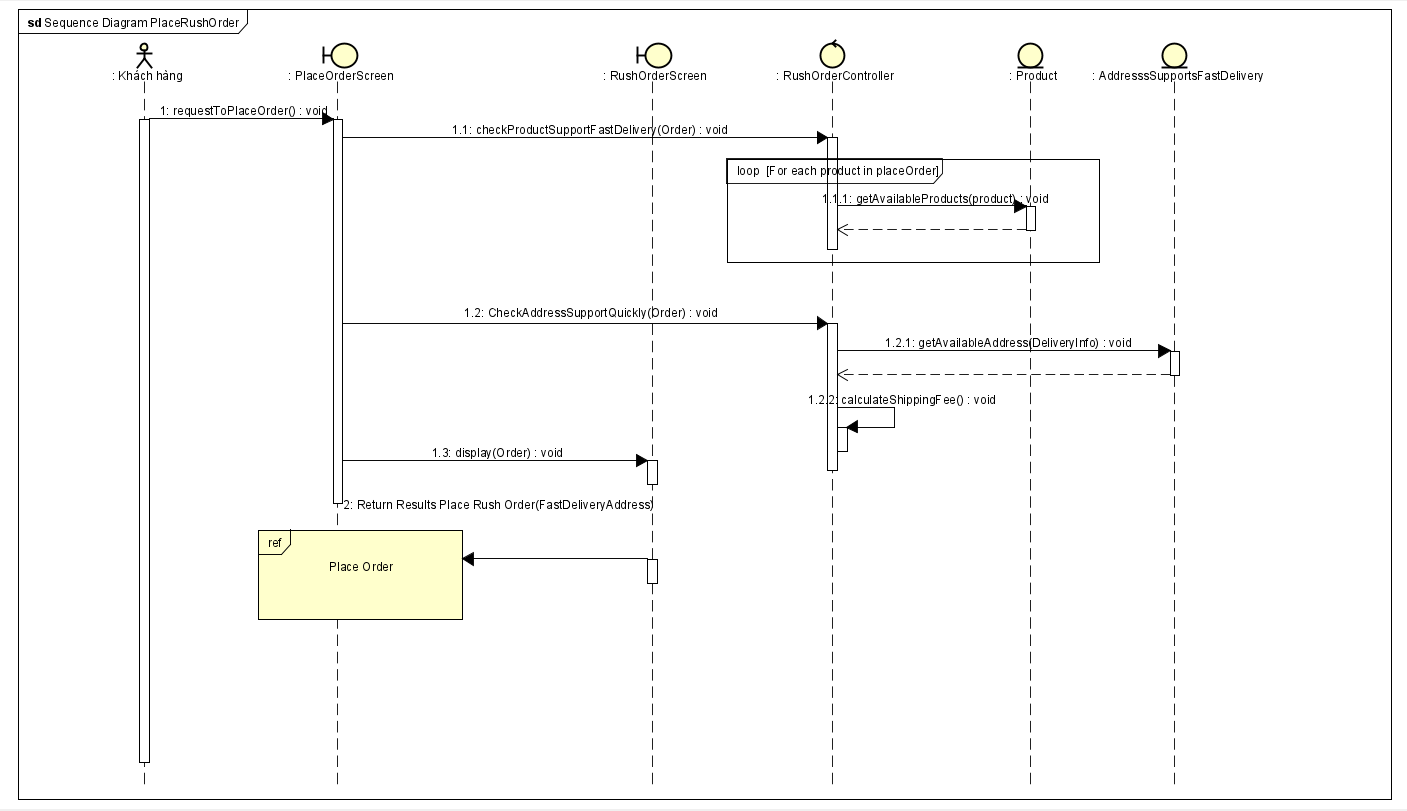 sd Sequence Diagram PlaceRushOrder
: Khách hảng
: PlaceOrderScreen
: RushOrderScreen
: RushOrderController
: Product
: AddresssSupportsFastDelivery
1: requestToPlaceOrder() : void
1.1: checkProductSupportFastDelivery(Order) : void
loop [For each product in placeOrder]
1.1.1: getAvailableProducts(product) : void
1.2: CheckAddressSupportQuickly(Order) : void
1.2.1: getAvailableAddress(DeliveryInfo) : void
1.2.2: calculateShippingFee() : void
1.3: display(Order) : void
2: Return Results Place Rush Order(FastDeliveryAddress)
ref
Place Order